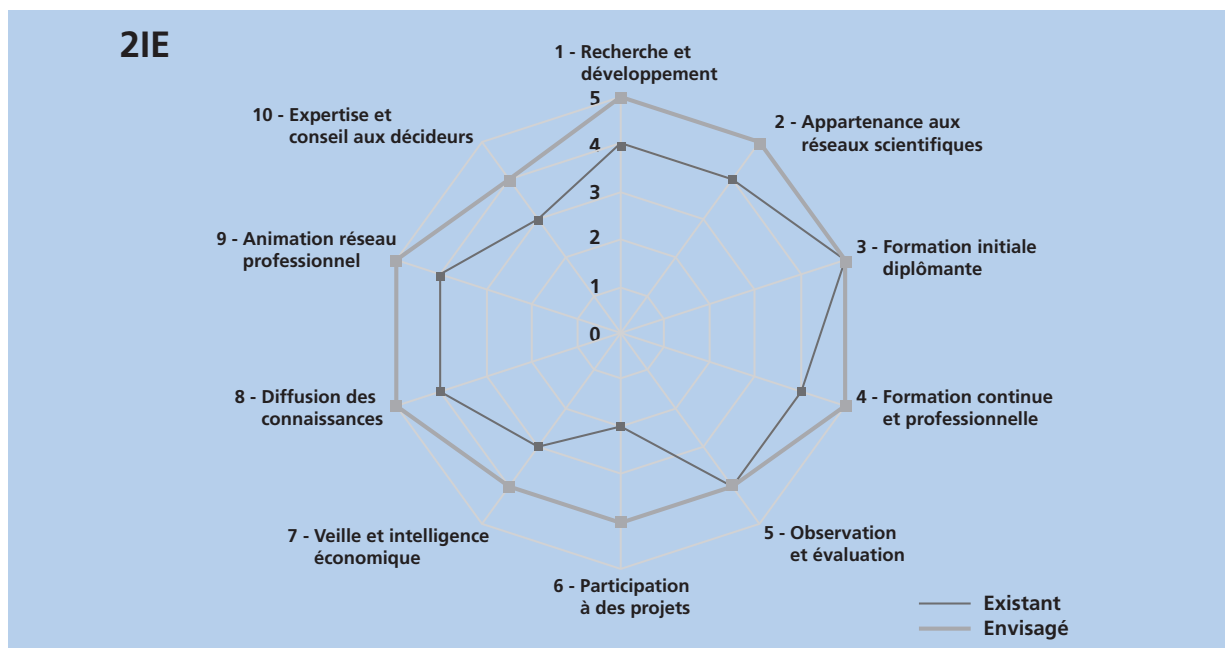 2IE
1 - Recherche et
développement
2 - Appartenance aux
réseaux scientifiques
3 - Formation initiale
diplômante
4 - Formation continue
et professionnelle
5 - Observation
et évaluation
6 - Participation
à des projets
7 - Veille et intelligence
économique
8 - Diffusion des
connaissances
9 - Animation réseau
professionnel
10 - Expertise et
conseil aux décideurs
5
4
3
2
1
0
Existant
Envisagé